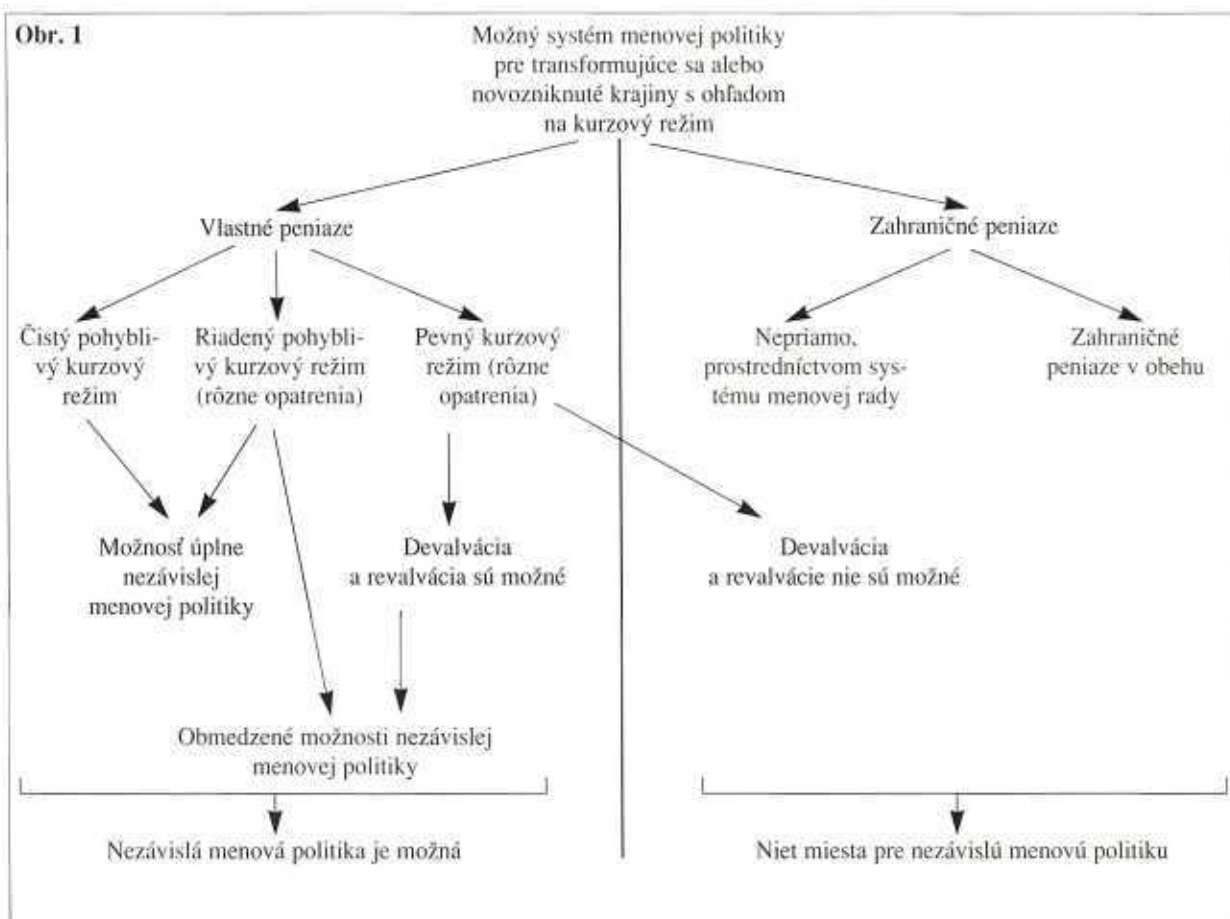 Obr. 1
Možný systém menovej politiky
pre transformujúce sa alebo
novozniknuté krajiny s ohľadom
na kurzový režim
Vlastné peniaze
Zahraničné peniaze
Čistý pohybli-
vý kurzový
režim
Riadený pohybli-
vý kurzový režim
(rôzne opatrenia)
Pevný kurzový
režim (rôzne
opatrenia)
Nepriamo,
prostredníctvom sys-
tému menovej rady
Zahraničné
peniaze v obehu
Možnosť úplne
nezávislej
menovej politiky
Devalvácia
a revalvácia sú možné
Devalvácia
a revalvácie nie sú možné
Obmedzené možnosti nezávislej
menovej politiky
Nezávislá menová politika je možná
Niet miesta pre nezávislú menovú politiku